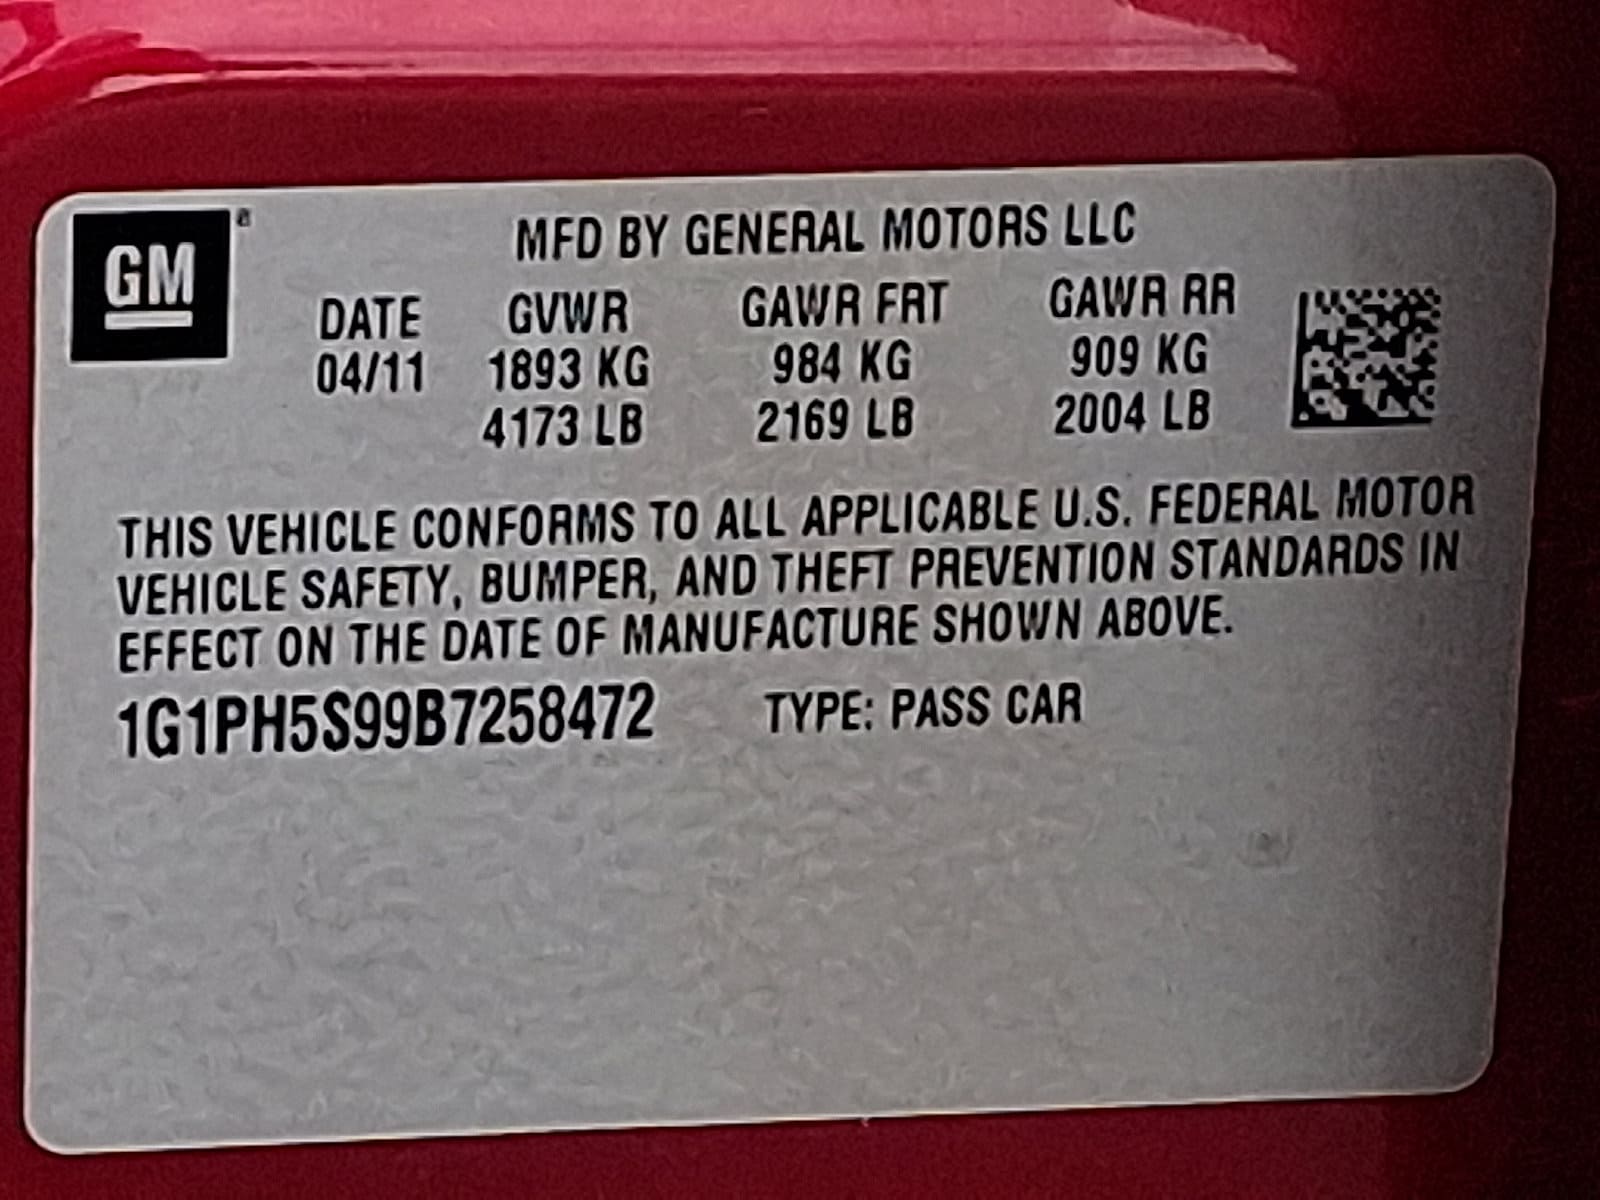 GM®
MFD BY GENERAL MOTORS LLC
DATE GVWR GAWR FRT GAWR RR
04/11 1893 KG 984 KG 909 KG
4173 LB 2169 LB 2004 LB
THIS VEHICLE CONFORMS TO ALL APPLICABLE U.S. FEDERAL MOTOR
VEHICLE SAFETY, BUMPER, AND THEFT PREVENTION STANDARDS IN
EFFECT ON THE DATE OF MANUFACTURE SHOWN ABOVE.
1G1PH5S99B7258472 TYPE: PASS CAR